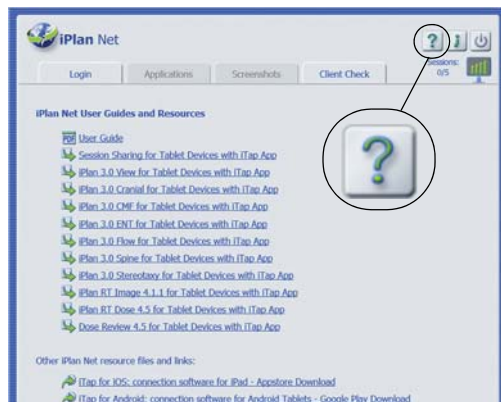 iPlan Net
? i
Login Applications Screenshots Client Check
Sessions:
0/5
iPlan Net User Guides and Resources
PDF User Guide
Session Sharing for Tablet Devices with iTap App
iPlan 3.0 View for Tablet Devices with iTap App
iPlan 3.0 Cranial for Tablet Devices with iTap App
iPlan 3.0 CMF for Tablet Devices with iTap App
iPlan 3.0 ENT for Tablet Devices with iTap App
iPlan 3.0 Flow for Tablet Devices with iTap App
iPlan 3.0 Spine for Tablet Devices with iTap App
iPlan 3.0 Stereotaxy for Tablet Devices with iTap App
iPlan RT Image 4.1.1 for Tablet Devices with iTap App
iPlan RT Dose 4.5 for Tablet Devices with iTap App
Dose Review 4.5 for Tablet Devices with iTap App
?
Other iPlan Net resource files and links:
iTap for IOS: connection software for iPad - Appstore Download
iTap for Android: connection software for Android Tablets - Google Play Download